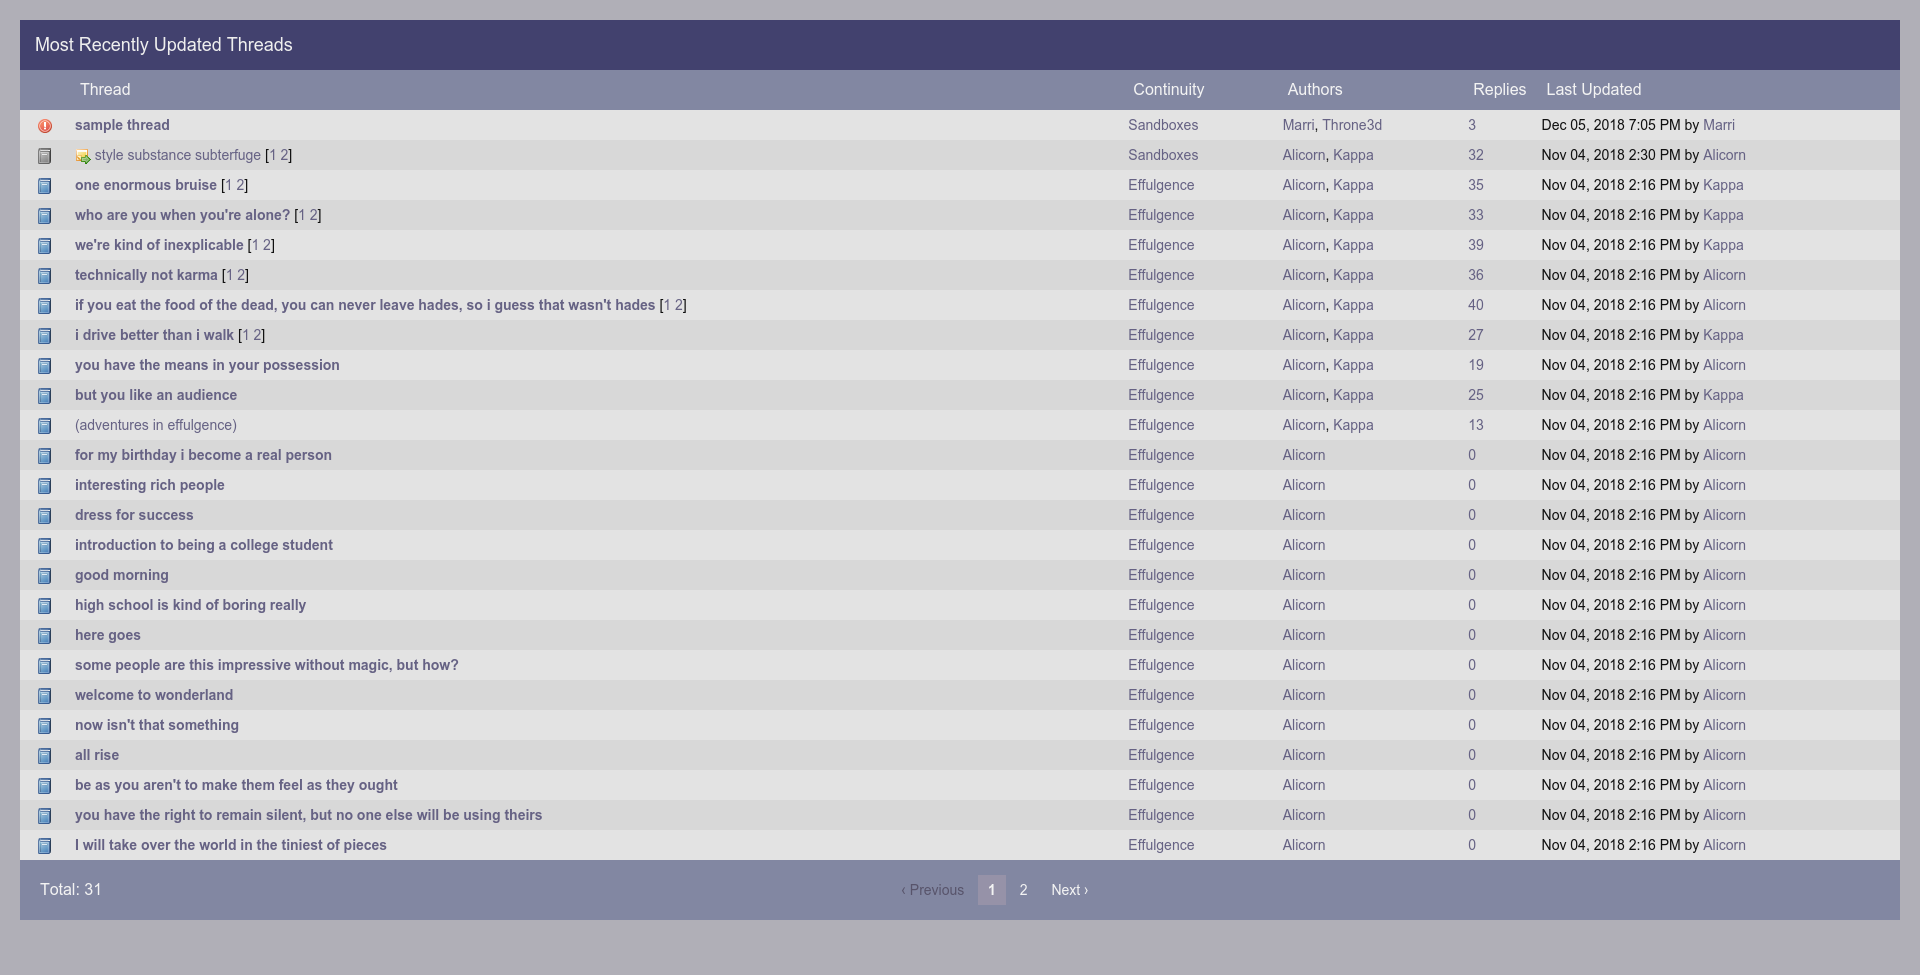 Most Recently Updated Threads
Thread Continuity Authors Replies Last Updated
sample thread Sandboxes Marri, Throne3d 3 Dec 05, 2018 7:05 PM by Marri
style substance subterfuge [1 2] Sandboxes Alicorn, Kappa 32 Nov 04, 2018 2:30 PM by Alicorn
one enormous bruise [1 2] Effulgence Alicorn, Kappa 35 Nov 04, 2018 2:16 PM by Kappa
who are you when you're alone? [1 2] Effulgence Alicorn, Kappa 33 Nov 04, 2018 2:16 PM by Kappa
we're kind of inexplicable [1 2] Effulgence Alicorn, Kappa 39 Nov 04, 2018 2:16 PM by Kappa
technically not karma [1 2] Effulgence Alicorn, Kappa 36 Nov 04, 2018 2:16 PM by Alicorn
if you eat the food of the dead, you can never leave hades, so i guess that wasn't hades [1 2] Effulgence Alicorn, Kappa 40 Nov 04, 2018 2:16 PM by Alicorn
i drive better than i walk [1 2] Effulgence Alicorn, Kappa 27 Nov 04, 2018 2:16 PM by Kappa
you have the means in your possession Effulgence Alicorn, Kappa 19 Nov 04, 2018 2:16 PM by Alicorn
but you like an audience Effulgence Alicorn, Kappa 25 Nov 04, 2018 2:16 PM by Kappa
(adventures in effulgence) Effulgence Alicorn, Kappa 13 Nov 04, 2018 2:16 PM by Alicorn
for my birthday i become a real person Effulgence Alicorn 0 Nov 04, 2018 2:16 PM by Alicorn
interesting rich people Effulgence Alicorn 0 Nov 04, 2018 2:16 PM by Alicorn
dress for success Effulgence Alicorn 0 Nov 04, 2018 2:16 PM by Alicorn
introduction to being a college student Effulgence Alicorn 0 Nov 04, 2018 2:16 PM by Alicorn
good morning Effulgence Alicorn 0 Nov 04, 2018 2:16 PM by Alicorn
high school is kind of boring really Effulgence Alicorn 0 Nov 04, 2018 2:16 PM by Alicorn
here goes Effulgence Alicorn 0 Nov 04, 2018 2:16 PM by Alicorn
some people are this impressive without magic, but how? Effulgence Alicorn 0 Nov 04, 2018 2:16 PM by Alicorn
welcome to wonderland Effulgence Alicorn 0 Nov 04, 2018 2:16 PM by Alicorn
now isn't that something Effulgence Alicorn 0 Nov 04, 2018 2:16 PM by Alicorn
all rise Effulgence Alicorn 0 Nov 04, 2018 2:16 PM by Alicorn
be as you aren't to make them feel as they ought Effulgence Alicorn 0 Nov 04, 2018 2:16 PM by Alicorn
you have the right to remain silent, but no one else will be using theirs Effulgence Alicorn 0 Nov 04, 2018 2:16 PM by Alicorn
I will take over the world in the tiniest of pieces Effulgence Alicorn 0 Nov 04, 2018 2:16 PM by Alicorn
Total: 31 ‹ Previous 1 2 Next ›